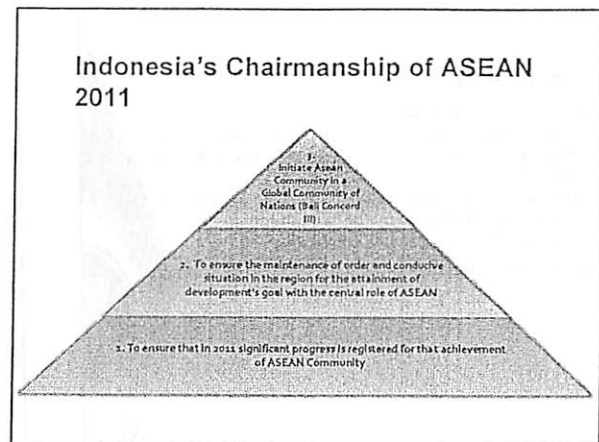 Indonesia's Chairmanship of ASEAN
2011
3.
Initiate Asean
Community in a
Global Community of
Nations (Bali Concord
III)
2. To ensure the maintenance of order and conducive
situation in the region for the attainment of
development's goal with the central role of ASEAN
1. To ensure that in 2011 significant progress is registered for that achievement
of ASEAN Community